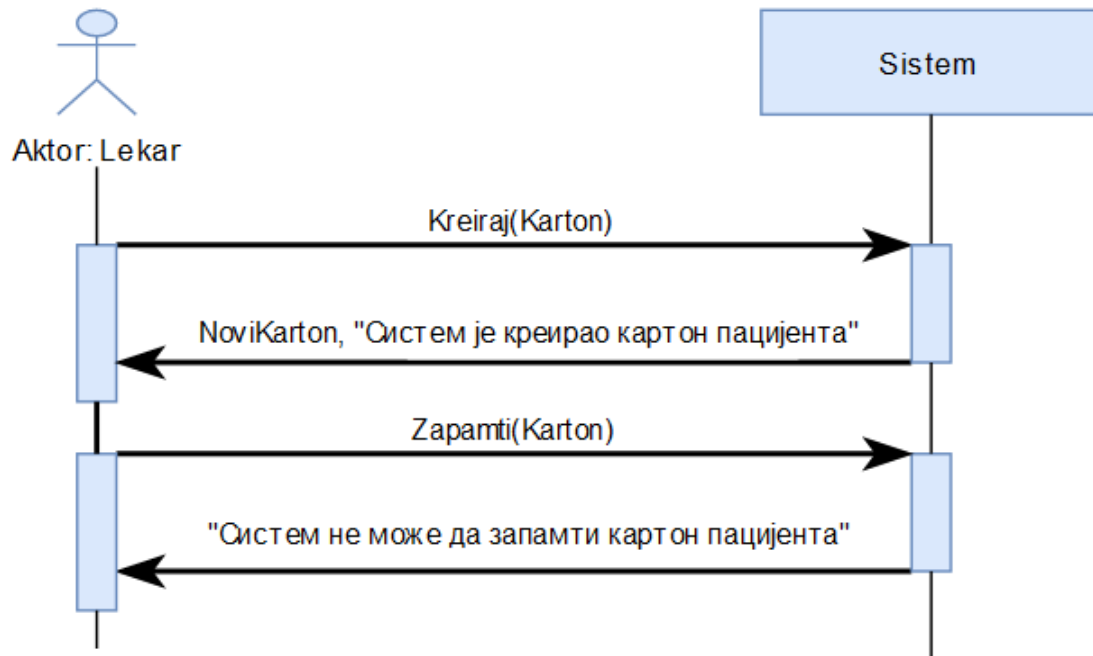 Sistem
Aktor: Lekar
Kreiraj(Karton)
NoviKarton, "Систем је креирао картон пацијента"
Zapamti(Karton)
"Систем не може да запамти картон пацијента"